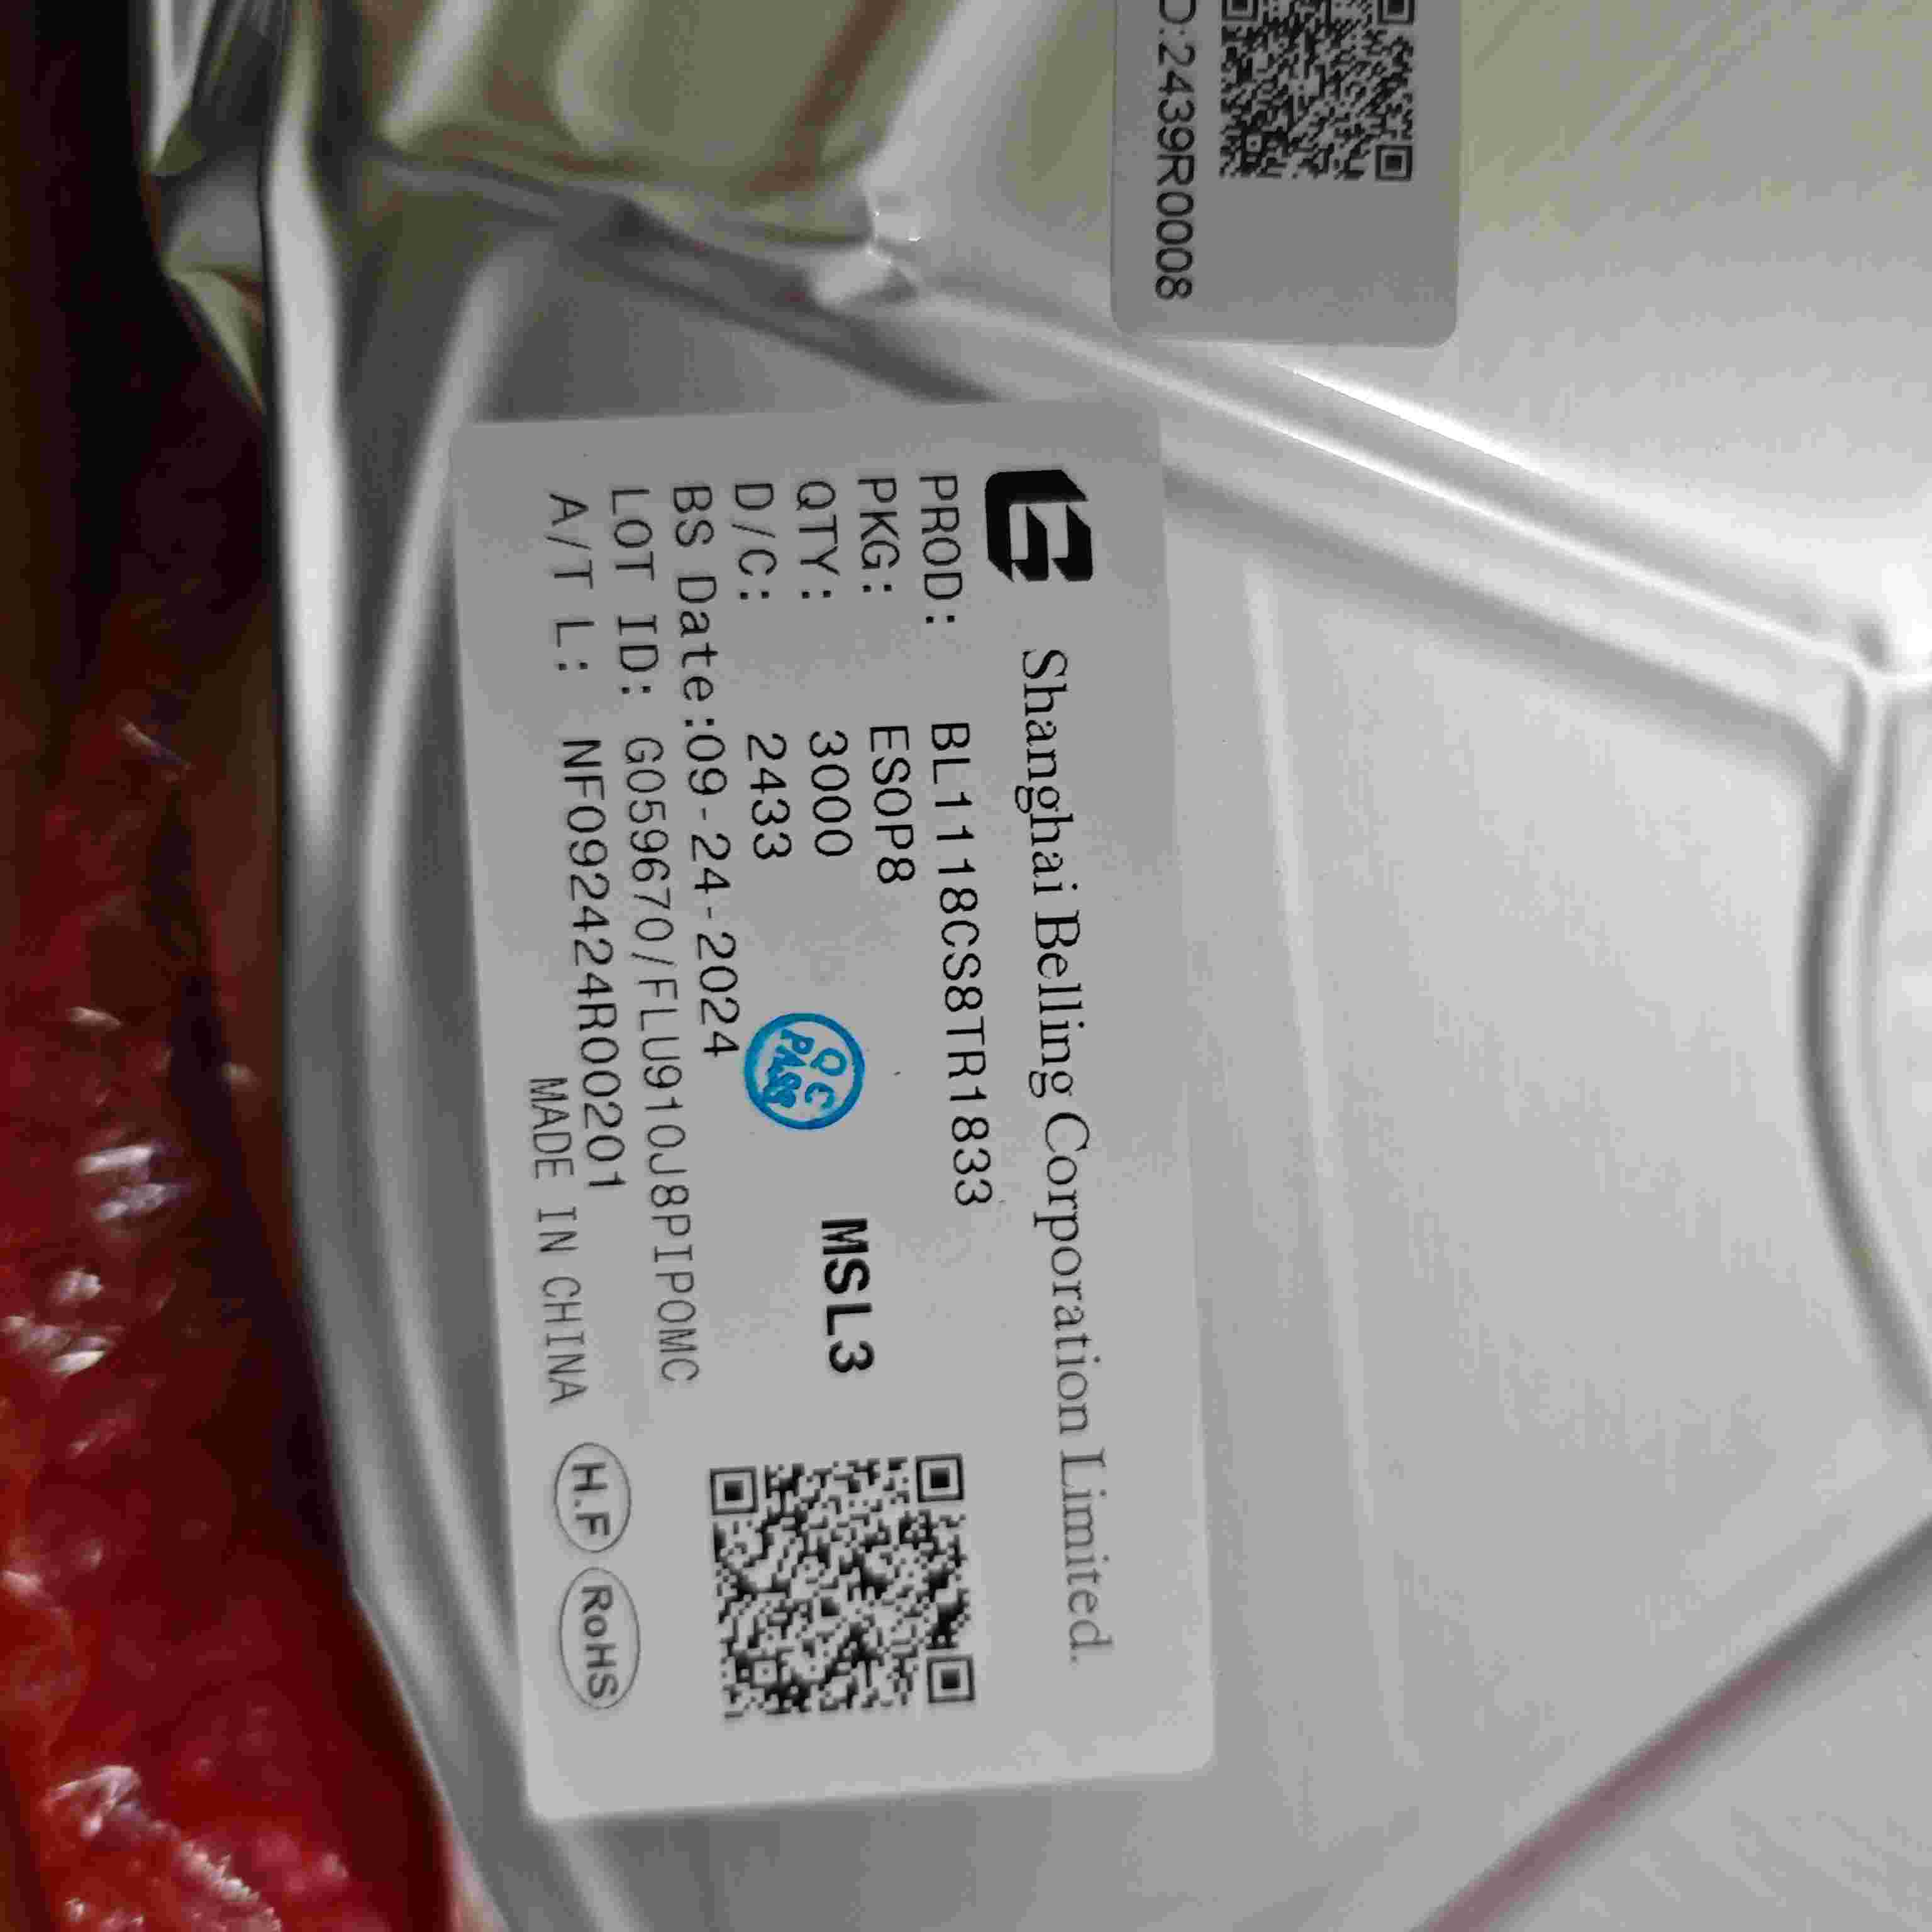 D:2439R0008
Shanghai Belling Corporation Limited.
PROD: BL1118CS8TR1833
PKG: ESOP8
QTY: 3000
MSL3
D/C: 2433
QC
PASS
BS Date:09-24-2024
LOT ID: G059670/FLU910J8PIPOMC
A/T L: NF092424R00201
MADE IN CHINA
H.F
RoHS